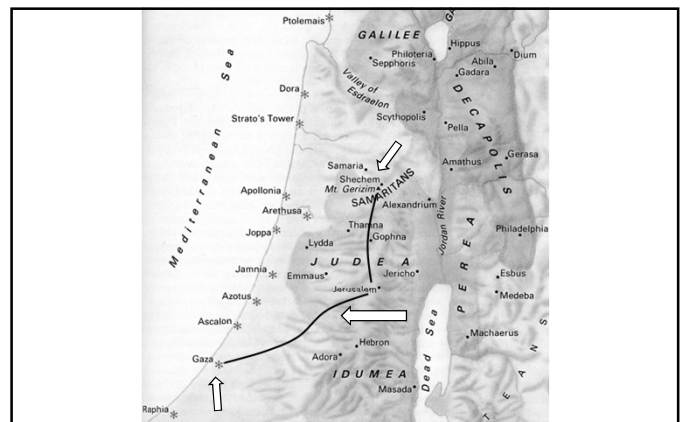 Ptolemais
GALILEE
Hippus
Philoteria
Sepphoris
Dium
Abila
Gadara
Valley of
Esdraelon
Mediterranean Sea
Dora
DECAPOLIS
Strato's Tower
Scythopolis
Pella
Samaria
Amathus
Gerasa
Shechem
Mt. Gerizim
SAMARITANS
Apollonia
Alexandrium
Arethusa
Jordan River
Thamna
Joppa
Gophna
Philadelphia
Lydda
JUDEA
PEREA
Jamnia
Emmaus
Jericho
Esbus
Jerusalem
Medeba
Azotus
Ascalon
Machaerus
Dead Sea
Hebron
Gaza
Adora
IDUMEA
Masada
Raphia